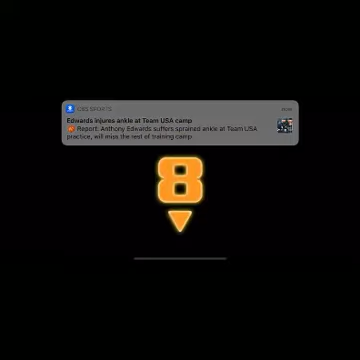 CBS SPORTS now
Edwards injures ankle at Team USA camp
Report: Anthony Edwards suffers sprained ankle at Team USA
practice, will miss the rest of training camp
8